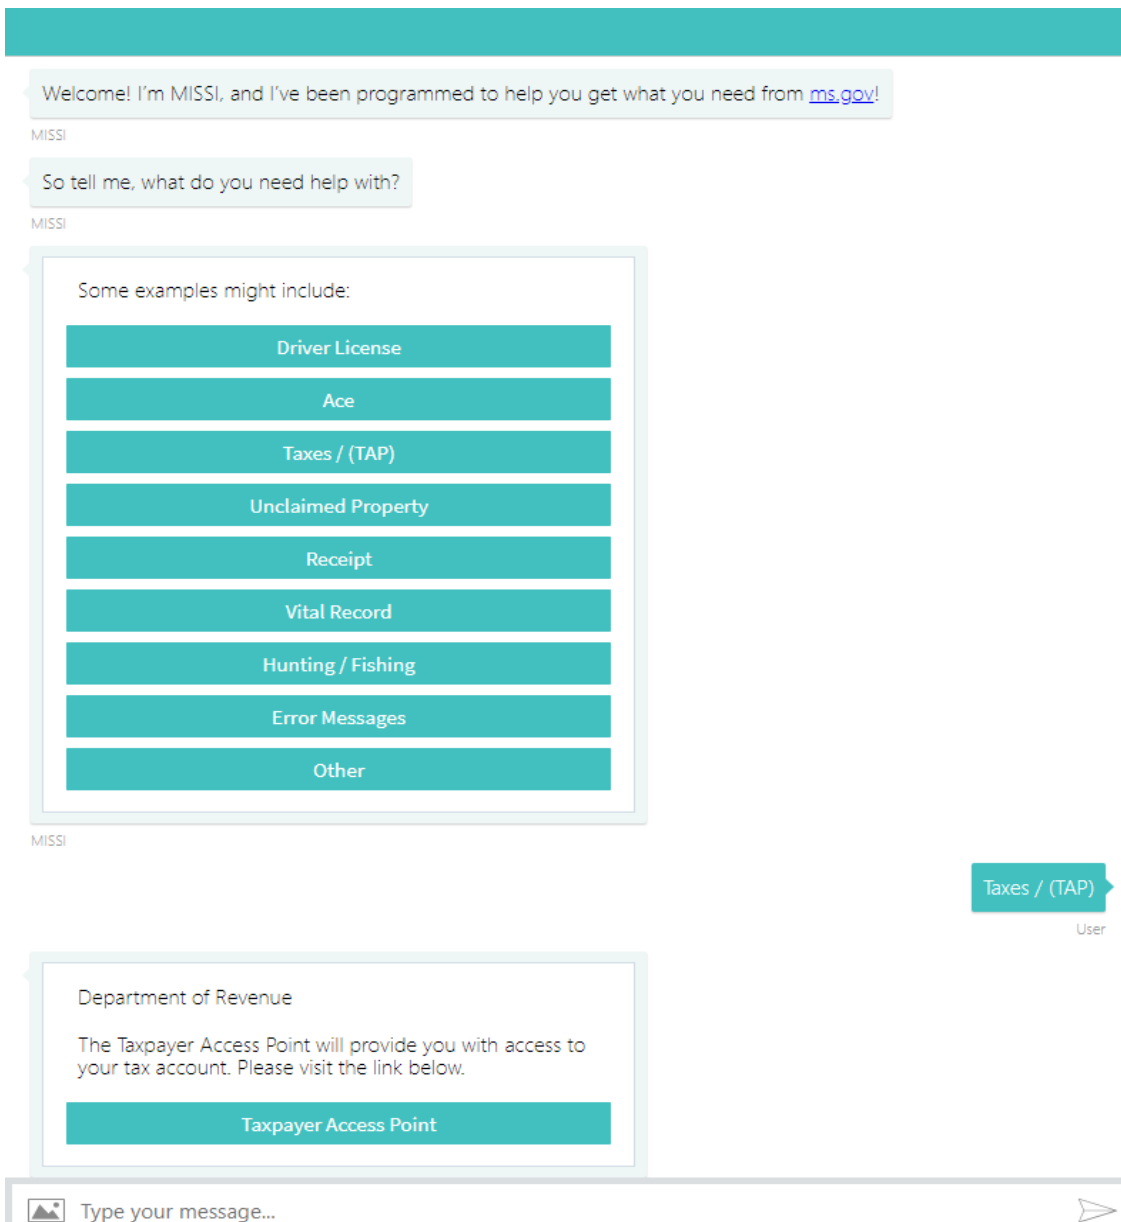 Welcome! I'm MISSI, and I've been programmed to help you get what you need from ms.gov!
MISSI
So tell me, what do you need help with?
MISSI
Some examples might include:
Driver License
Ace
Taxes / (TAP)
Unclaimed Property
Receipt
Vital Record
Hunting / Fishing
Error Messages
Other
MISSI
Taxes / (TAP)
User
Department of Revenue
The Taxpayer Access Point will provide you with access to
your tax account. Please visit the link below.
Taxpayer Access Point
Type your message...